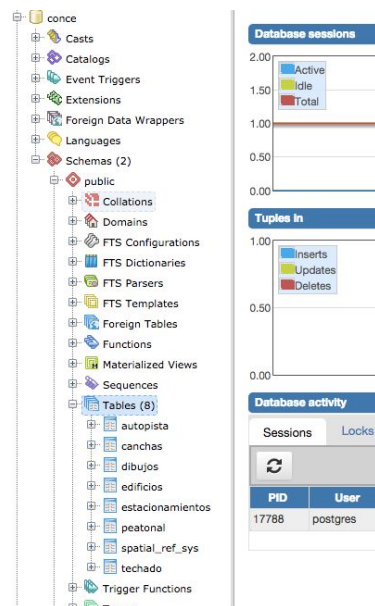 conce
Casts
Catalogs
Event Triggers
Extensions
Foreign Data Wrappers
Languages
Schemas (2)
public
Collations
Domains
FTS Configurations
FTS Dictionaries
FTS Parsers
FTS Templates
Foreign Tables
Functions
Materialized Views
Sequences
Tables (8)
autopista
canchas
dibujos
edificios
estacionamientos
peatonal
spatial_ref_sys
techado
Trigger Functions
Database sessions
2.00
Active
Idle
1.50
Total
1.00
0.50
0.00
Tuples in
1.00
Inserts
Updates
Deletes
0.50
0.00
Database activity
Sessions Locks
PID User
17788 postgres